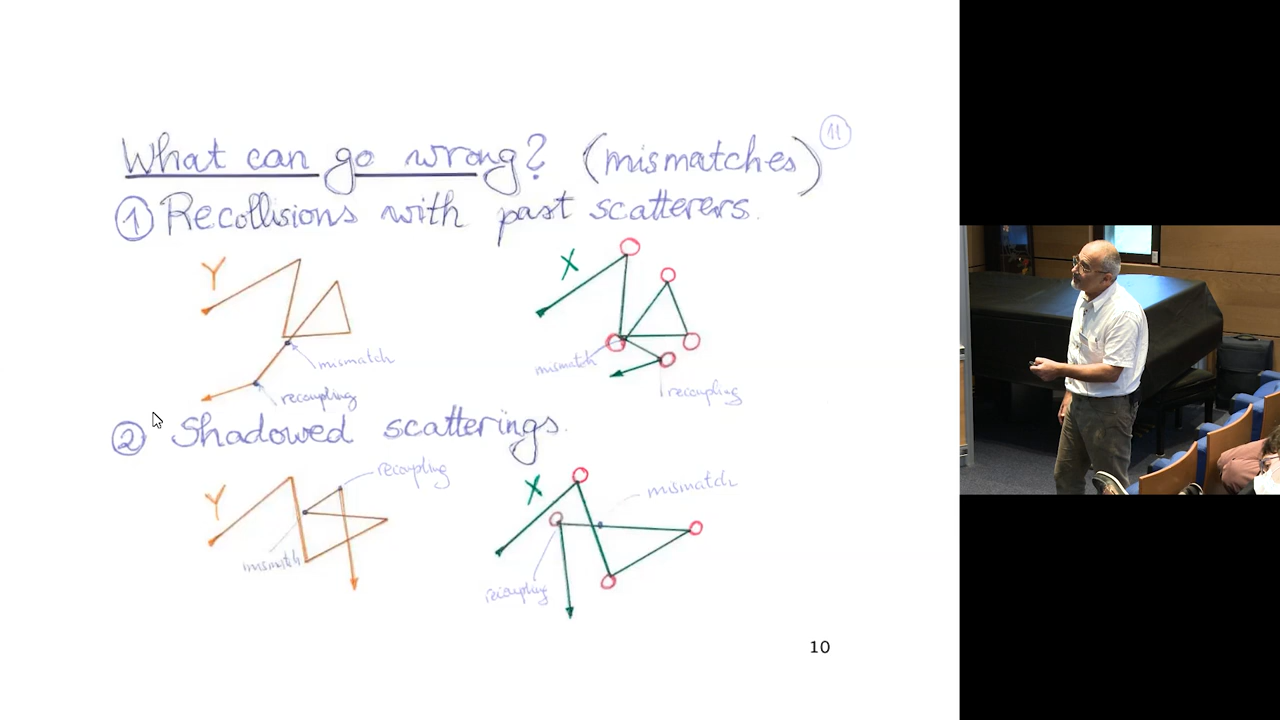 What can go wrong? (mismatches)
11
① Recollisions with past scatterers.
Y
X
mismatch
recoupling
mismatch
recoupling
② Shadowed scatterings.
Y
recoupling
mismatch
X
mismatch
recoupling
10